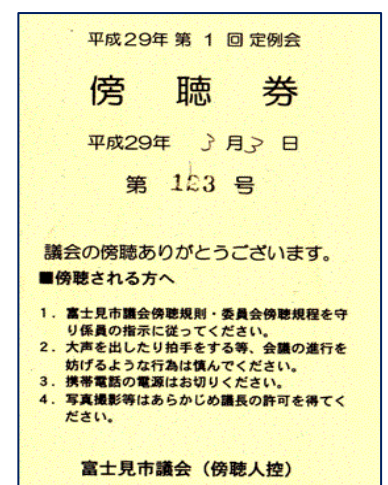 平成29年 第 1 回 定例会
傍 聴 券
平成29年 3月3 日
第 123 号
議会の傍聴ありがとうございます。
■傍聴される方へ
1. 富士見市議会傍聴規則・委員会傍聴規程を守
り係員の指示に従ってください。
2. 大声を出したり拍手をする等、会議の進行を
妨げるような行為は慎んでください。
3. 携帯電話の電源はお切りください。
4. 写真撮影等はあらかじめ議長の許可を得てく
ださい。
富士見市議会（傍聴人控）